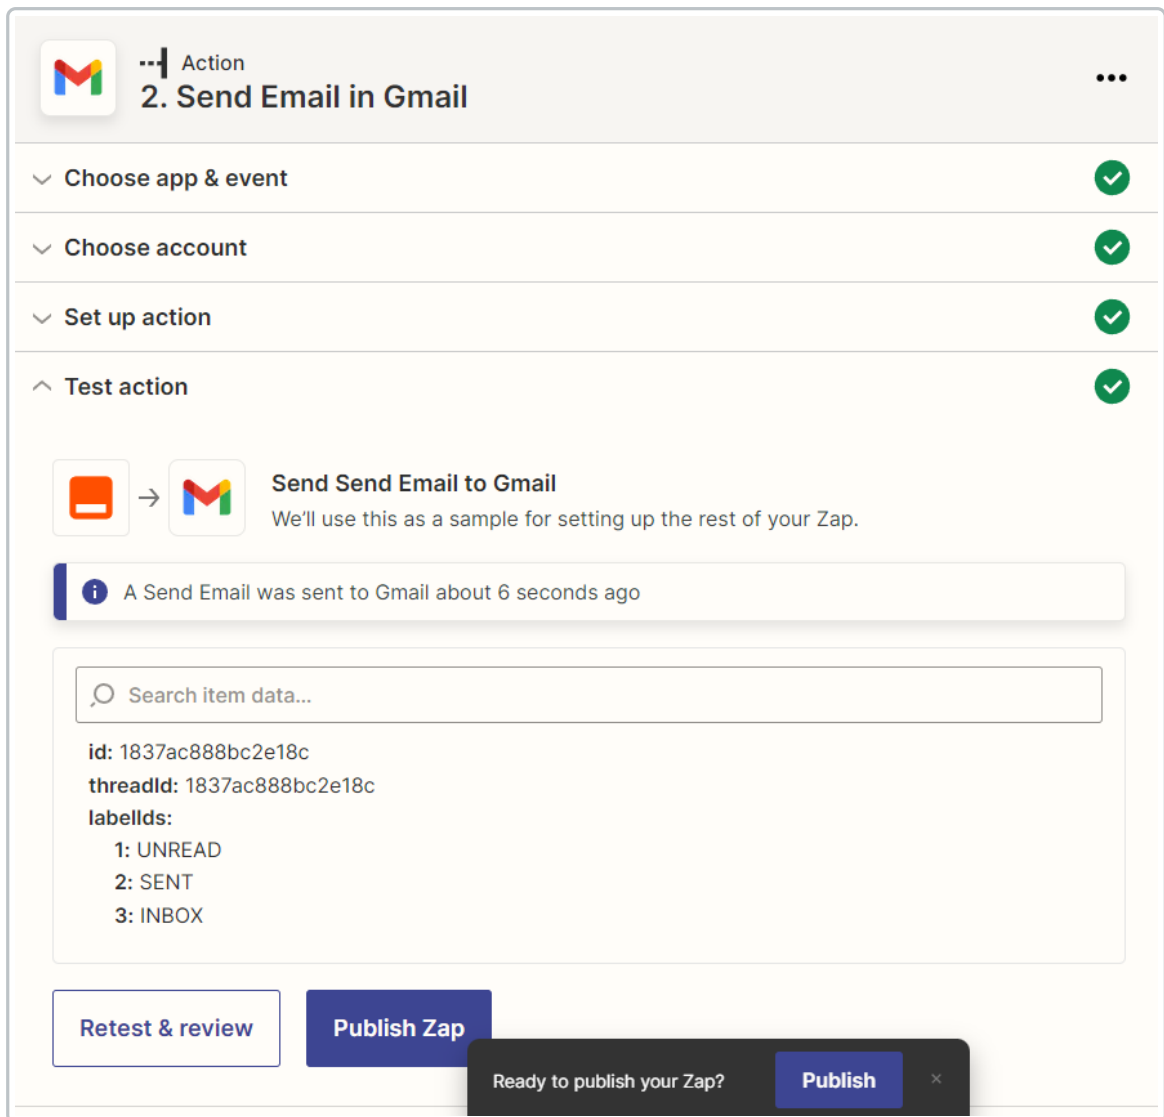 Action
2. Send Email in Gmail
Choose app & event
Choose account
Set up action
Test action
Send Send Email to Gmail
We'll use this as a sample for setting up the rest of your Zap.
A Send Email was sent to Gmail about 6 seconds ago
Search item data...
id: 1837ac888bc2e18c
threadId: 1837ac888bc2e18c
labelIds:
1: UNREAD
2: SENT
3: INBOX
Retest & review
Publish Zap
Ready to publish your Zap?
Publish